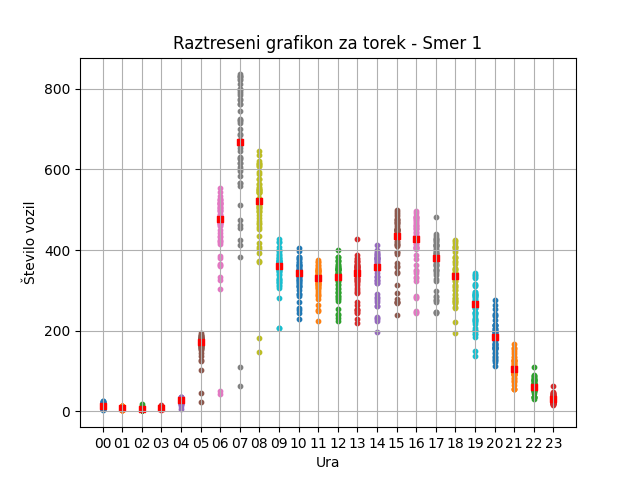 Raztreseni grafikon za torek - Smer 1
800
600
400
200
0
Število vozil
00 01 02 03 04 05 06 07 08 09 10 11 12 13 14 15 16 17 18 19 20 21 22 23
Ura